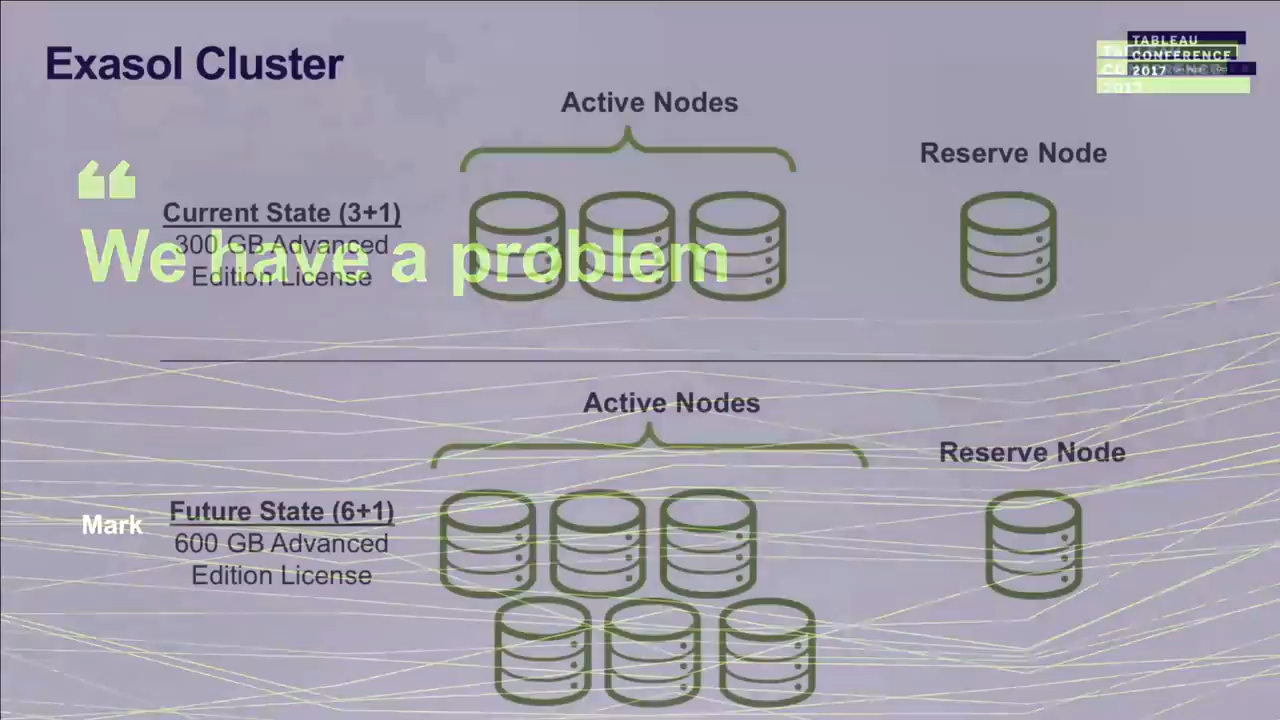 Exasol Cluster
TABLEAU
CONFERENCE
2017
Active Nodes
Reserve Node
“
Current State (3+1)
300 GB Advanced
Edition License
We have a problem
Active Nodes
Reserve Node
Mark
Future State (6+1)
600 GB Advanced
Edition License